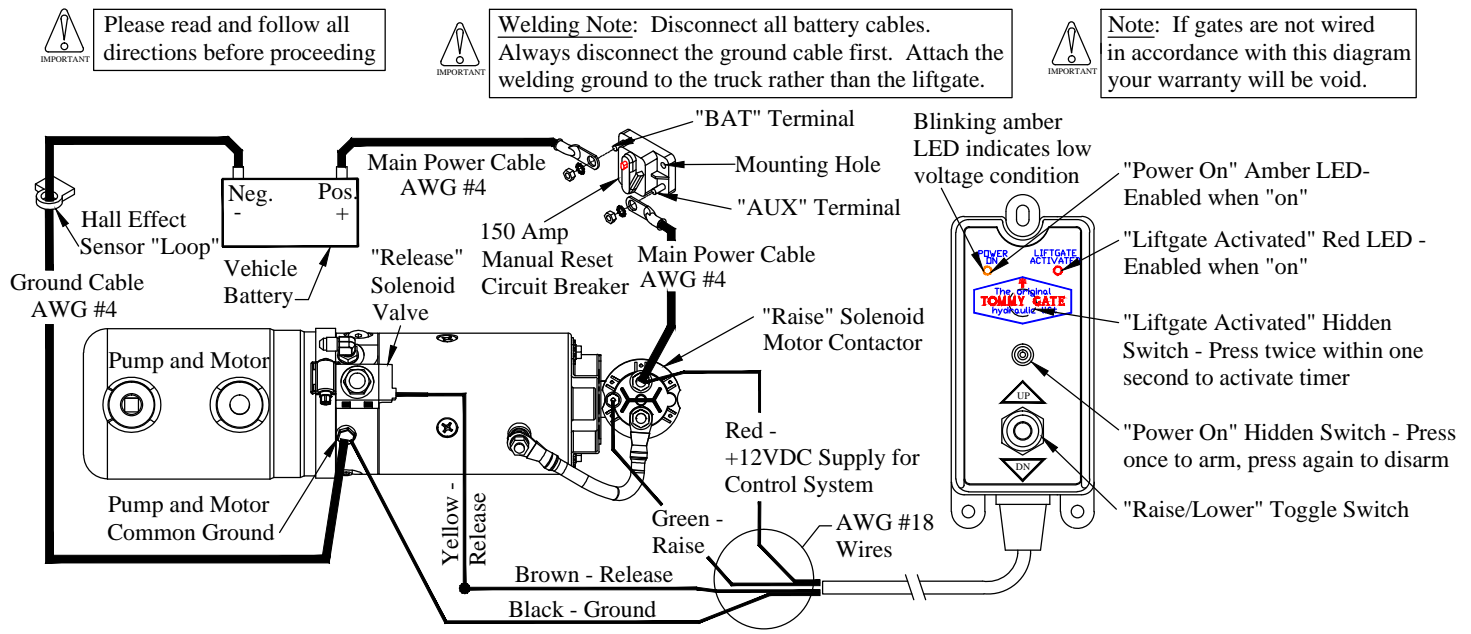 IMPORTANT
Please read and follow all
directions before proceeding
IMPORTANT
Welding Note: Disconnect all battery cables.
Always disconnect the ground cable first. Attach the
welding ground to the truck rather than the liftgate.
IMPORTANT
Note: If gates are not wired
in accordance with this diagram
your warranty will be void.
Neg.
-
Pos.
+
Main Power Cable
AWG #4
"BAT" Terminal
Mounting Hole
"AUX" Terminal
150 Amp
Manual Reset
Circuit Breaker
Main Power Cable
AWG #4
Hall Effect
Sensor "Loop"
Ground Cable
AWG #4
Vehicle
Battery
"Release"
Solenoid
Valve
"Raise" Solenoid
Motor Contactor
Pump and Motor
Pump and Motor
Common Ground
Yellow -
Release
Green -
Raise
Red -
+12VDC Supply for
Control System
AWG #18
Wires
Brown - Release
Black - Ground
Blinking amber
LED indicates low
voltage condition
POWER
ON
LIFTGATE
ACTIVATED
The original
TOMMY GATE
hydraulic lift
UP
DN
"Power On" Amber LED-
Enabled when "on"
"Liftgate Activated" Red LED -
Enabled when "on"
"Liftgate Activated" Hidden
Switch - Press twice within one
second to activate timer
"Power On" Hidden Switch - Press
once to arm, press again to disarm
"Raise/Lower" Toggle Switch